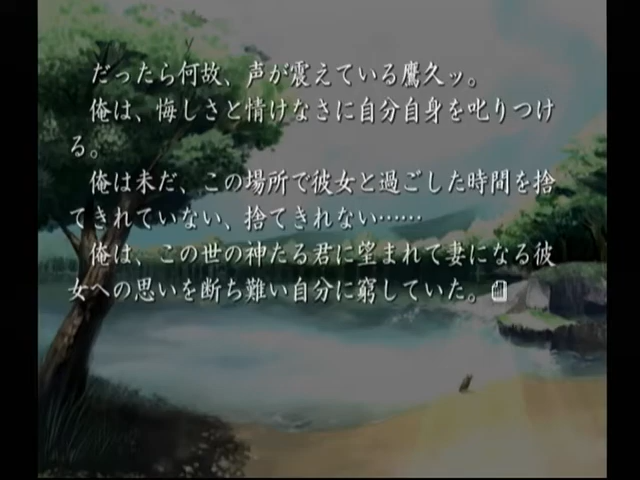 だったら何故、声が震えている鷹久ッ。
俺は、悔しさと情けなさに自分自身を叱りつけ
る。
俺は未だ、この場所で彼女と過ごした時間を捨
てきれていない、捨てきれない……
俺は、この世の神たる君に望まれて妻になる彼
女への思いを断ち難い自分に窮していた。